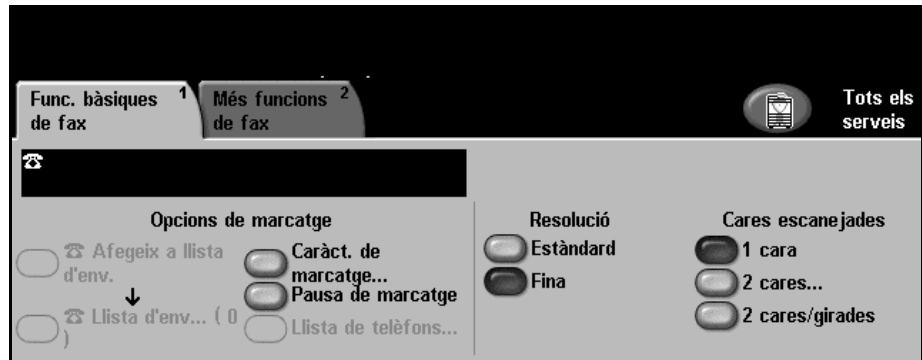 Func. bàsiques 1
de fax
Més funcions 2
de fax
Tots els
serveis
Opcions de marcatge
Afegeix a llista
d'env.
Llista d'env... ( 0
)
Caràct. de
marcatge...
Pausa de marcatge
Llista de telèfons...
Resolució
Estàndard
Fina
Cares escanejades
1 cara
2 cares...
2 cares/girades